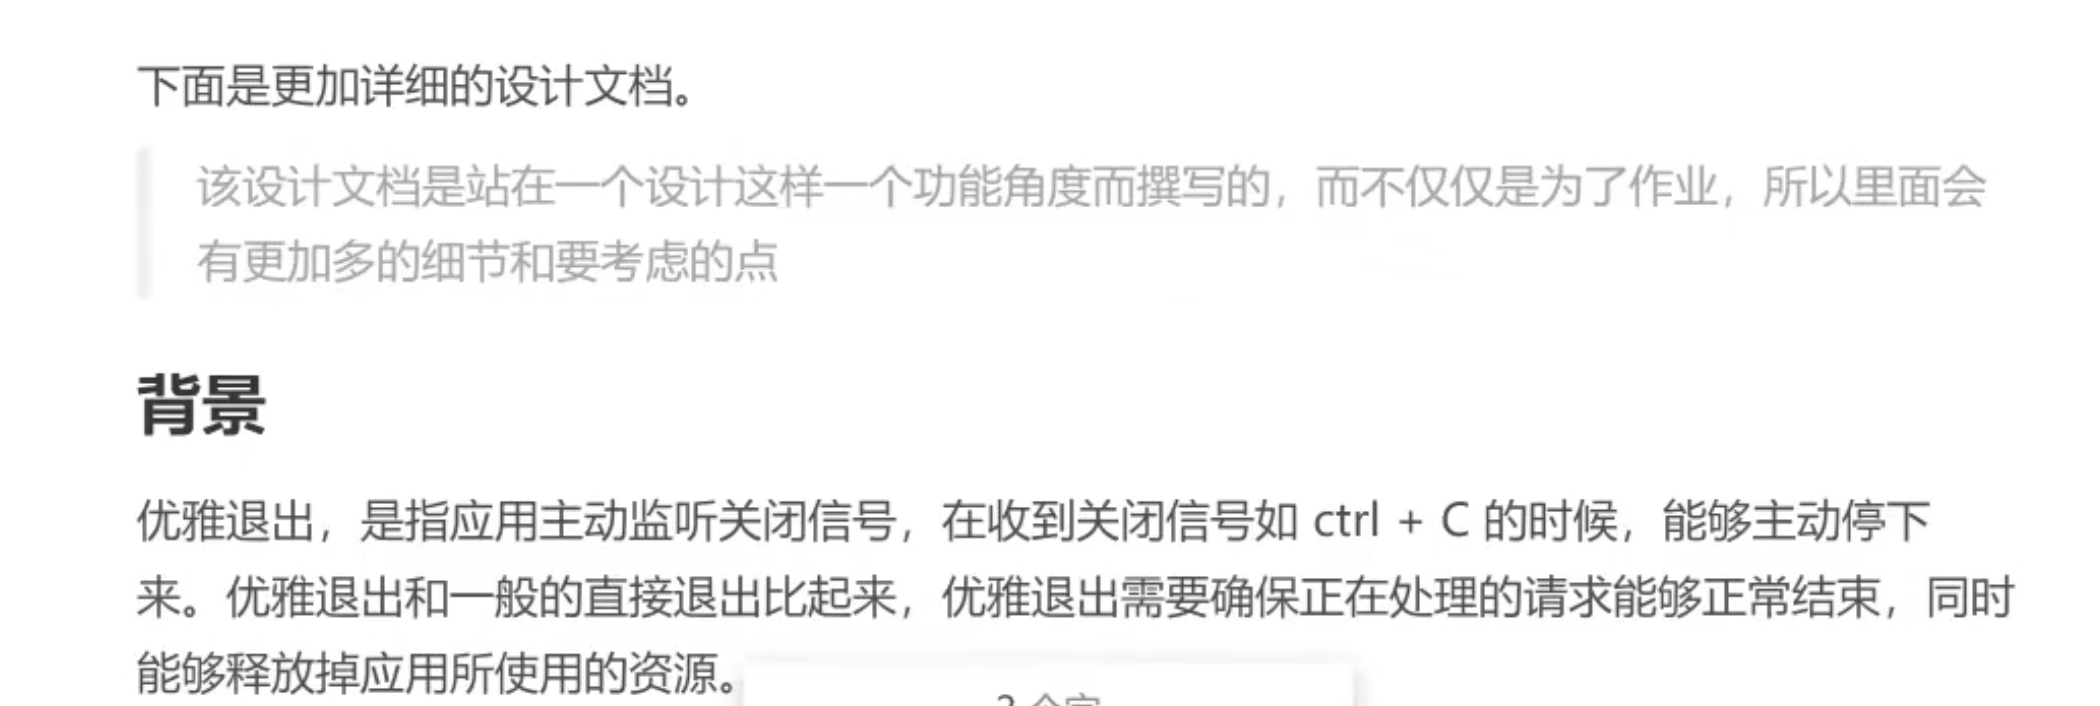 下面是更加详细的设计文档。
该设计文档是站在一个设计这样一个功能角度而撰写的，而不仅仅是为了作业，所以里面会
有更加多的细节和要考虑的点
背景
优雅退出，是指应用主动监听关闭信号，在收到关闭信号如 ctrl + C 的时候，能够主动停下
来。优雅退出和一般的直接退出比起来，优雅退出需要确保正在处理的请求能够正常结束，同时
能够释放掉应用所使用的资源。